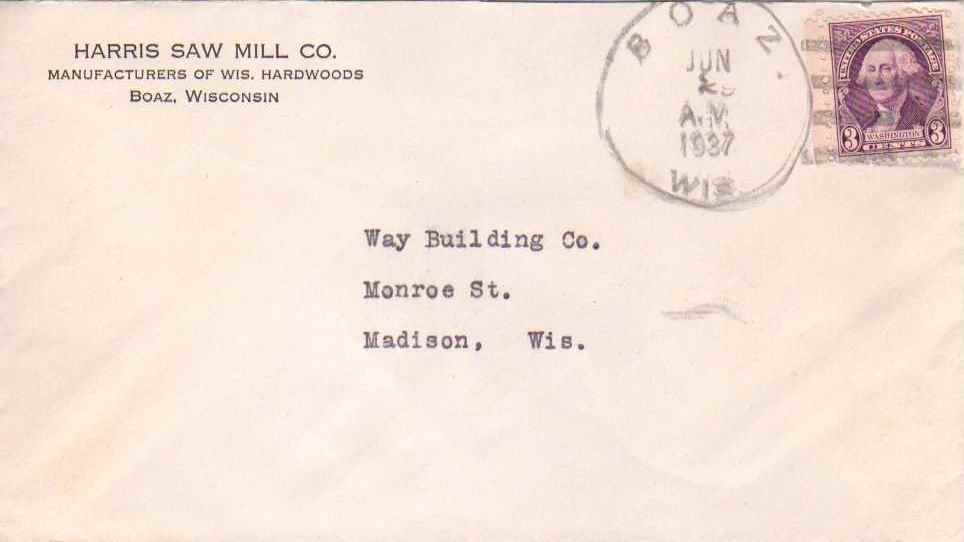 HARRIS SAW MILL CO.
MANUFACTURERS OF WIS. HARDWOODS
BOAZ, WISCONSIN
BOAZ.
JUN
A.M.
1937
WIS.
UNITED STATES POSTAGE
3 WASHINGTON 3
CENTS
Way Building Co.
Monroe St.
Madison, Wis.